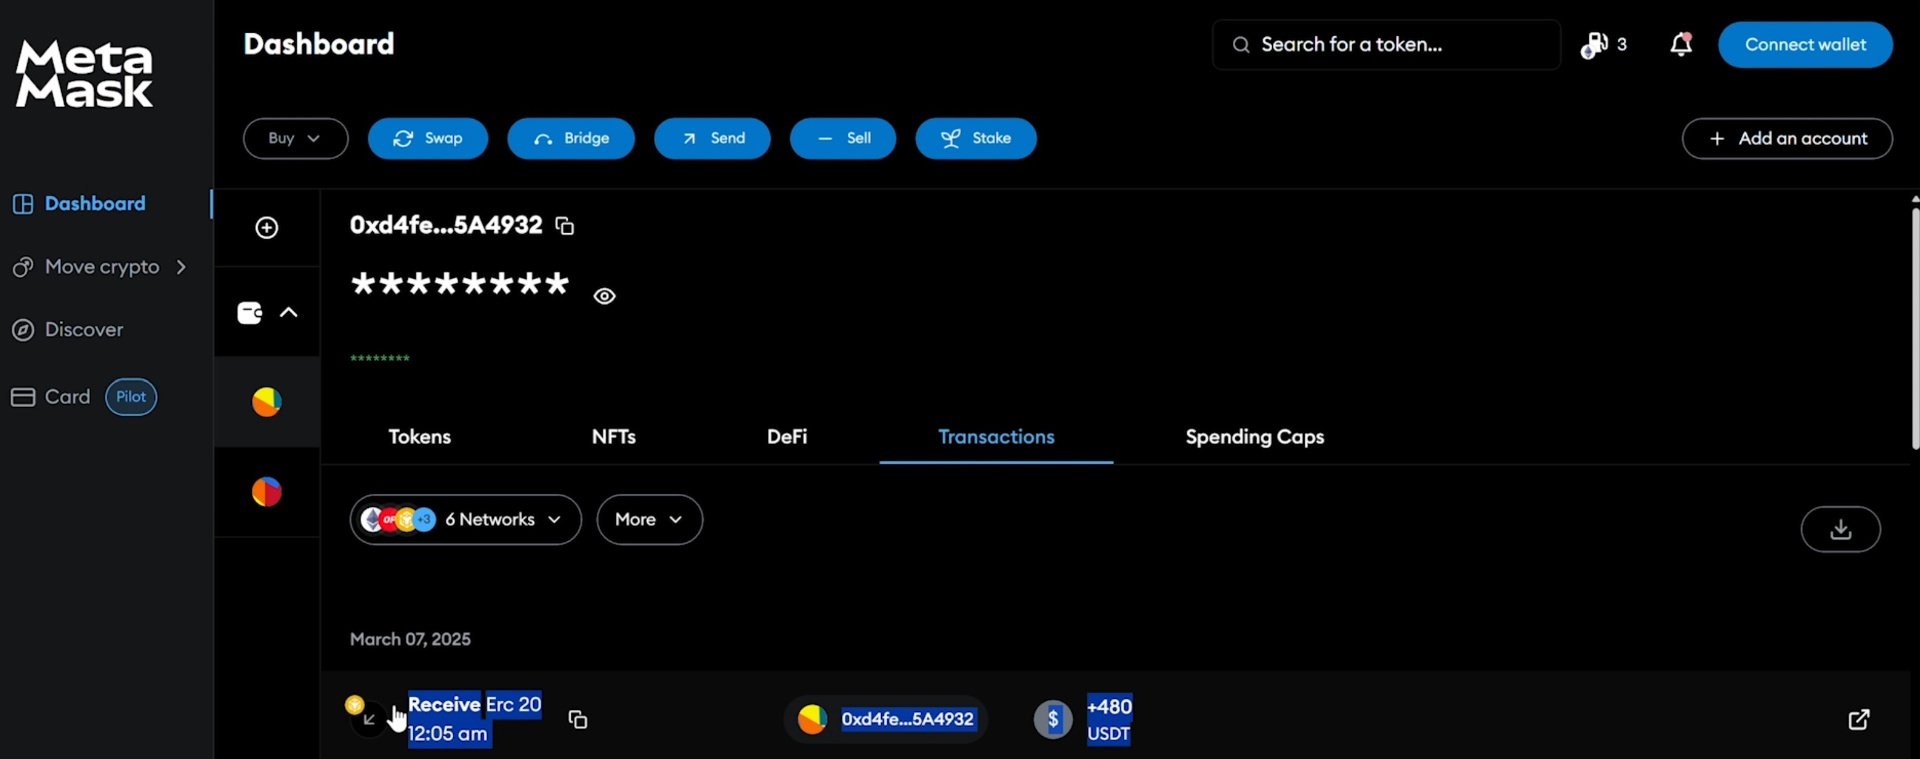 Meta
Mask
Dashboard
Search for a token...
3
Connect wallet
Buy
Swap
Bridge
Send
Sell
Stake
+ Add an account
Dashboard
Move crypto
Discover
Card
Pilot
0xd4fe...5A4932
********
********
Tokens
NFTs
DeFi
Transactions
Spending Caps
OP
+3
6 Networks
More
March 07, 2025
Receive Erc 20
12:05 am
0xd4fe...5A4932
$
+480
USDT